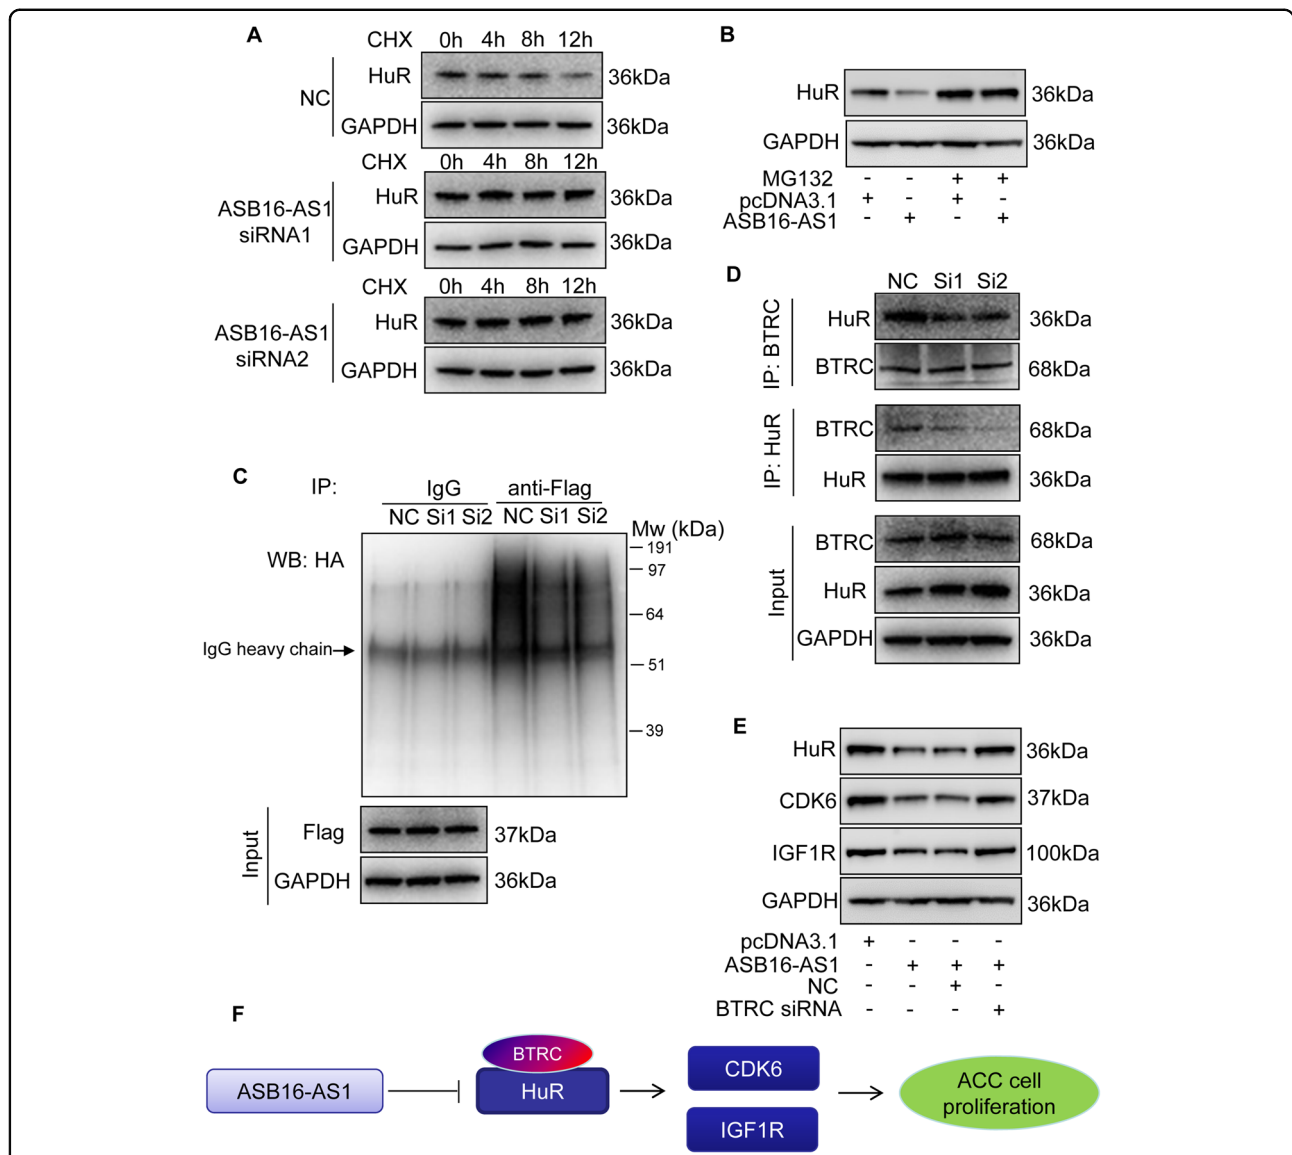 A
CHX 0h 4h 8h 12h
NC
HuR 36kDa
GAPDH 36kDa
CHX 0h 4h 8h 12h
ASB16-AS1
siRNA1
HuR 36kDa
GAPDH 36kDa
CHX 0h 4h 8h 12h
ASB16-AS1
siRNA2
HuR 36kDa
GAPDH 36kDa
B
HuR 36kDa
GAPDH 36kDa
MG132 - - + +
pcDNA3.1 + - + -
ASB16-AS1 - + - +
C
IP: IgG anti-Flag
NC Si1 Si2 NC Si1 Si2
Mw (kDa)
WB: HA
191
97
64
IgG heavy chain
51
39
Input
Flag 37kDa
GAPDH 36kDa
D
NC Si1 Si2
IP: BTRC
HuR 36kDa
BTRC 68kDa
IP: HuR
BTRC 68kDa
HuR 36kDa
Input
BTRC 68kDa
HuR 36kDa
GAPDH 36kDa
E
HuR 36kDa
CDK6 37kDa
IGF1R 100kDa
GAPDH 36kDa
pcDNA3.1 + - - -
ASB16-AS1 - + + +
NC - - + -
BTRC siRNA - - - +
F
ASB16-AS1
BTRC
HuR
CDK6
IGF1R
ACC cell
proliferation